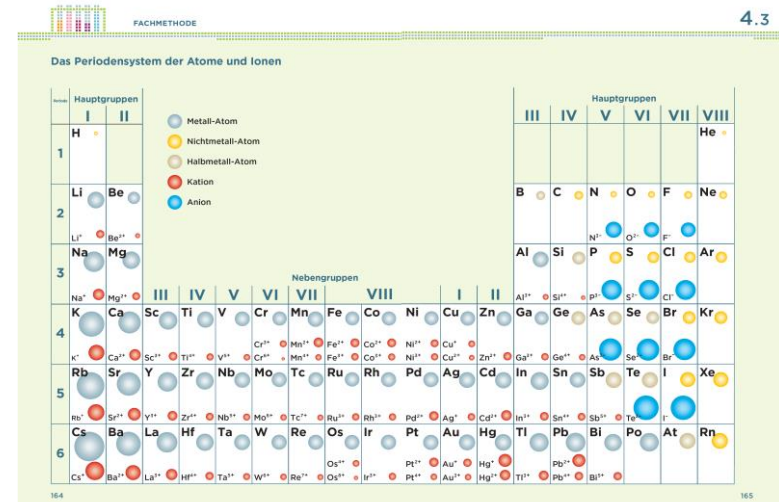 FACHMETHODE
4.3
Das Periodensystem der Atome und Ionen
Periode Hauptgruppen Hauptgruppen
I II III IV V VI VII VIII
Metall-Atom
Nichtmetall-Atom
Halbmetall-Atom
Kation
Anion
1 H He
2 Li Be B C N O F Ne
Li⁺ Be²⁺ N³⁻ O²⁻ F⁻
3 Na Mg Al Si P S Cl Ar
Na⁺ Mg²⁺ Al³⁺ Si⁴⁺ P³⁻ S²⁻ Cl⁻
Nebengruppen
III IV V VI VII VIII I II
4 K Ca Sc Ti V Cr Mn Fe Co Ni Cu Zn Ga Ge As Se Br Kr
Cr³⁺ Mn²⁺ Fe²⁺ Co²⁺ Ni²⁺ Cu⁺
K⁺ Ca²⁺ Sc³⁺ Ti⁴⁺ V⁵⁺ Cr⁶⁺ Mn⁴⁺ Fe³⁺ Co³⁺ Ni³⁺ Cu²⁺ Zn²⁺ Ga³⁺ Ge⁴⁺ As Se Br⁻
5 Rb Sr Y Zr Nb Mo Tc Ru Rh Pd Ag Cd In Sn Sb Te I Xe
Rb⁺ Sr²⁺ Y³⁺ Zr⁴⁺ Nb⁵⁺ Mo⁶⁺ Tc⁷⁺ Ru³⁺ Rh³⁺ Pd²⁺ Ag⁺ Cd²⁺ In³⁺ Sn⁴⁺ Sb⁵⁺ Te I⁻
6 Cs Ba La Hf Ta W Re Os Ir Pt Au Hg Tl Pb Bi Po At Rn
Os⁴⁺ Pt²⁺ Au⁺ Hg⁺ Pb²⁺
Cs⁺ Ba²⁺ La³⁺ Hf⁴⁺ Ta⁵⁺ W⁶⁺ Re⁷⁺ Os⁸⁺ Ir³⁺ Pt⁴⁺ Au³⁺ Hg²⁺ Tl³⁺ Pb⁴⁺ Bi⁵⁺
164
165